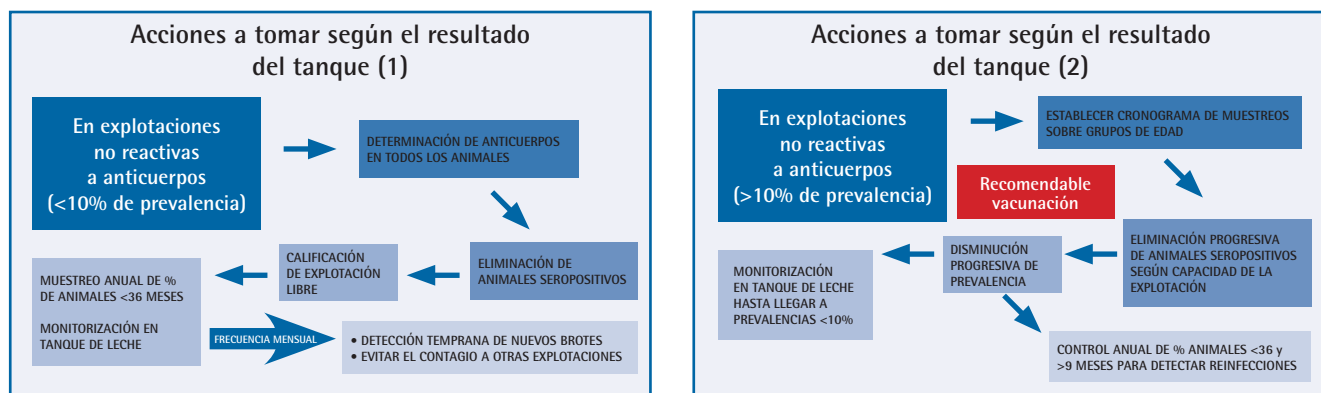 Acciones a tomar según el resultado
del tanque (1)
En explotaciones
no reactivas
a anticuerpos
(<10% de prevalencia)
DETERMINACIÓN DE ANTICUERPOS
EN TODOS LOS ANIMALES
ELIMINACIÓN DE
ANIMALES SEROPOSITIVOS
CALIFICACIÓN
DE EXPLOTACIÓN
LIBRE
MUESTREO ANUAL DE %
DE ANIMALES <36 MESES
MONITORIZACIÓN EN
TANQUE DE LECHE
FRECUENCIA MENSUAL
• DETECCIÓN TEMPRANA DE NUEVOS BROTES
• EVITAR EL CONTAGIO A OTRAS EXPLOTACIONES
Acciones a tomar según el resultado
del tanque (2)
En explotaciones
no reactivas
a anticuerpos
(>10% de prevalencia)
ESTABLECER CRONOGRAMA DE MUESTREOS
SOBRE GRUPOS DE EDAD
Recomendable
vacunación
ELIMINACIÓN PROGRESIVA
DE ANIMALES SEROPOSITIVOS
SEGÚN CAPACIDAD DE LA
EXPLOTACIÓN
DISMINUCIÓN
PROGRESIVA DE
PREVALENCIA
MONITORIZACIÓN
EN TANQUE DE LECHE
HASTA LLEGAR A
PREVALENCIAS <10%
CONTROL ANUAL DE % ANIMALES <36 y
>9 MESES PARA DETECTAR REINFECCIONES